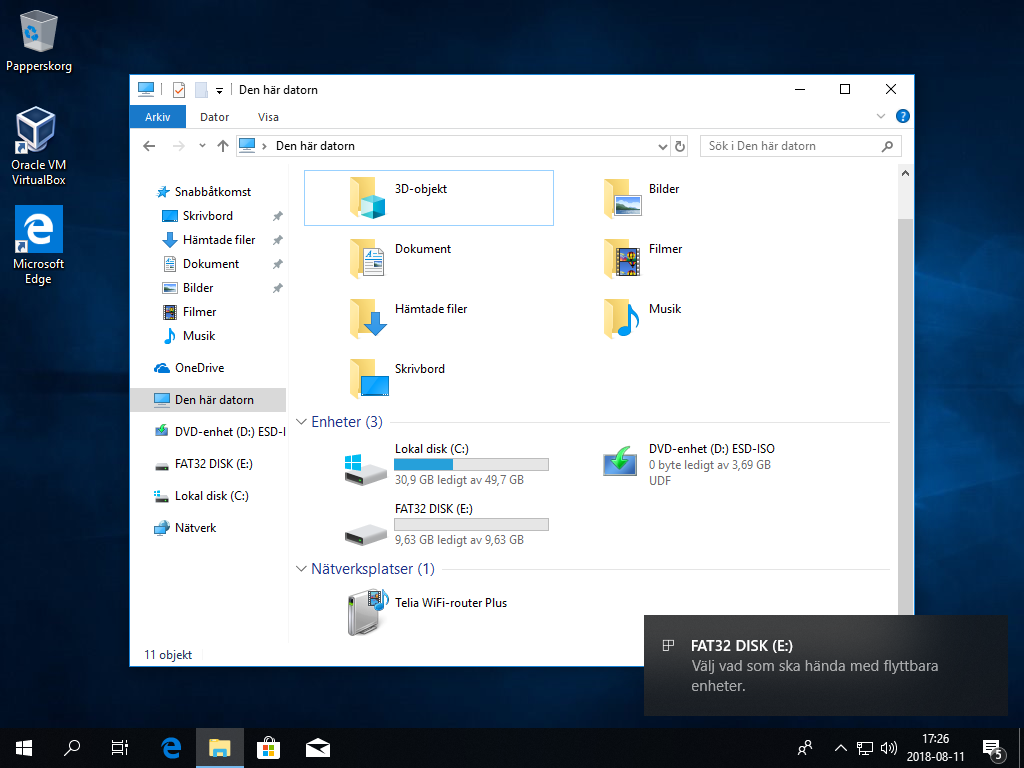 Papperskorg
Oracle VM
VirtualBox
Microsoft
Edge
Den här datorn
Arkiv
Dator
Visa
?
Den här datorn
Sök i Den här datorn
Snabbåtkomst
Skrivbord
Hämtade filer
Dokument
Bilder
Filmer
Musik
OneDrive
Den här datorn
DVD-enhet (D:) ESD-I
FAT32 DISK (E:)
Lokal disk (C:)
Nätverk
3D-objekt
Bilder
Dokument
Filmer
Hämtade filer
Musik
Skrivbord
Enheter (3)
Lokal disk (C:)
30,9 GB ledigt av 49,7 GB
DVD-enhet (D:) ESD-ISO
0 byte ledigt av 3,69 GB
UDF
FAT32 DISK (E:)
9,63 GB ledigt av 9,63 GB
Nätverksplatser (1)
Telia WiFi-router Plus
11 objekt
FAT32 DISK (E:)
Välj vad som ska hända med flyttbara
enheter.
17:26
2018-08-11
5